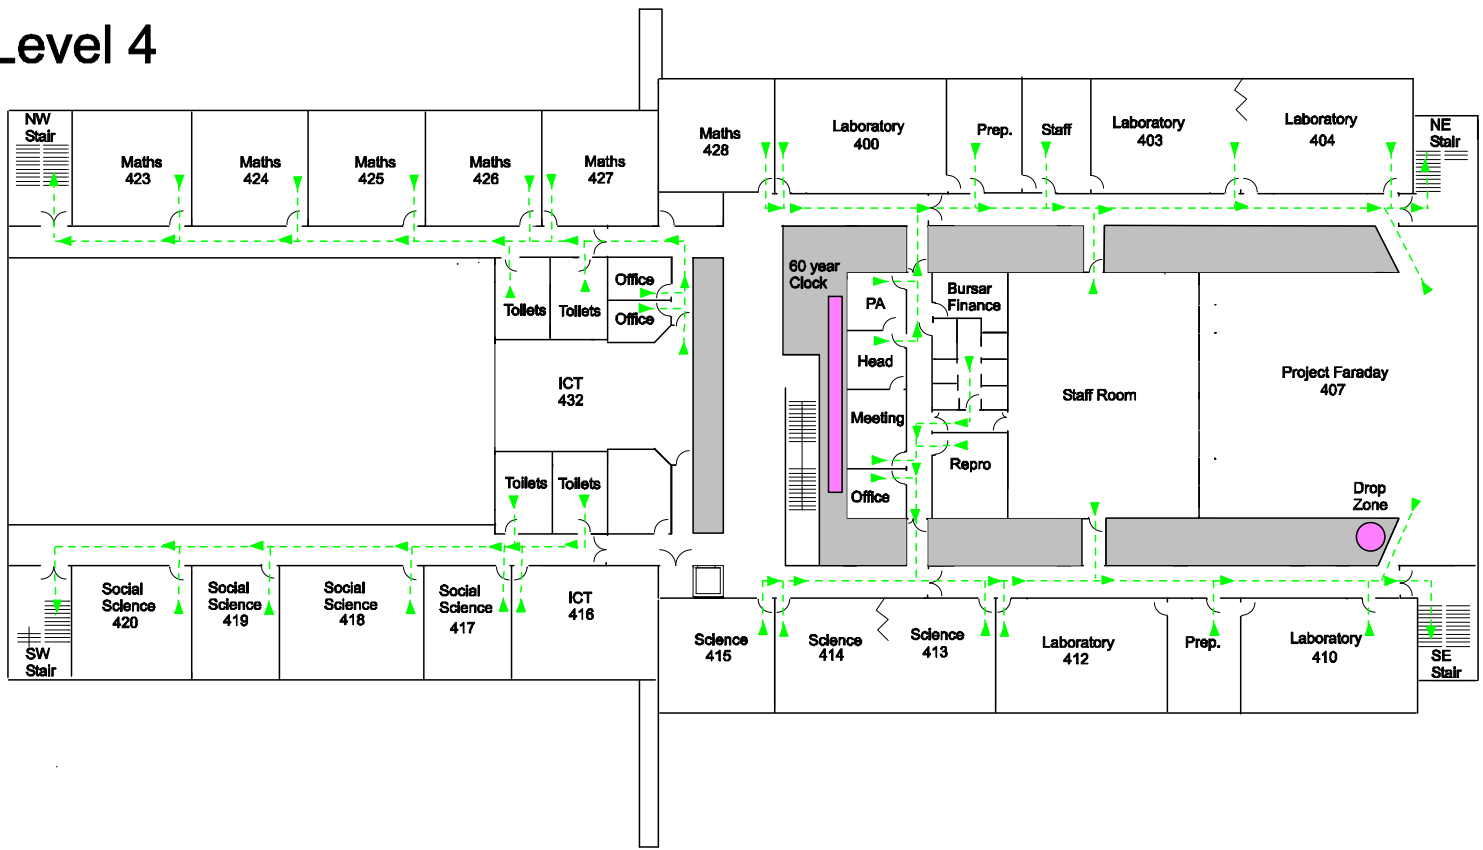 Level 4
NW
Stair
Maths
423
Maths
424
Maths
425
Maths
426
Maths
427
Maths
428
Laboratory
400
Prep.
Staff
Laboratory
403
Laboratory
404
NE
Stair
Office
Office
Toilets
Toilets
ICT
432
Toilets
Toilets
60 year
Clock
PA
Head
Meeting
Office
Bursar
Finance
Repro
Staff Room
Project Faraday
407
Drop
Zone
SW
Stair
Social
Science
420
Social
Science
419
Social
Science
418
Social
Science
417
ICT
416
Science
415
Science
414
Science
413
Laboratory
412
Prep.
Laboratory
410
SE
Stair